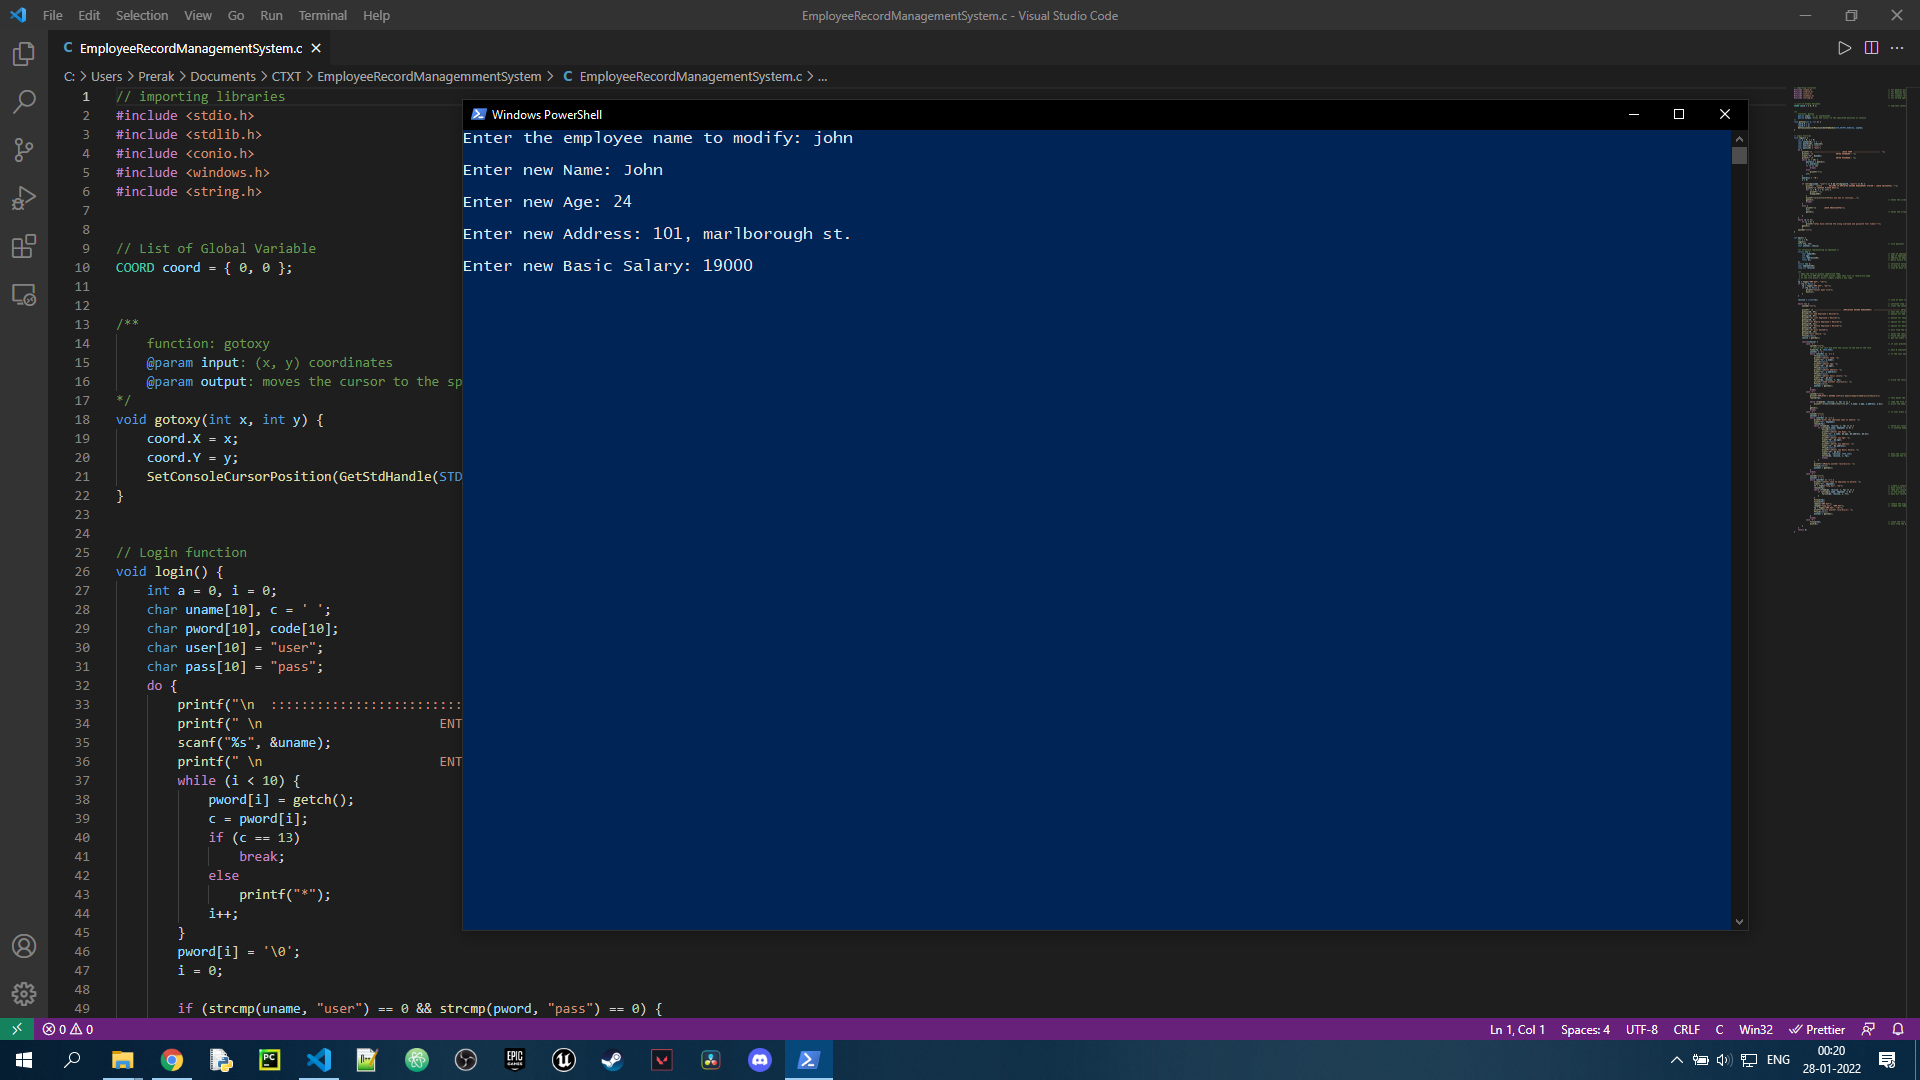 File Edit Selection View Go Run Terminal Help
EmployeeRecordManagementSystem.c - Visual Studio Code
C EmployeeRecordManagementSystem.c
C: > Users > Prerak > Documents > CTXT > EmployeeRecordManagemmentSystem > C EmployeeRecordManagementSystem.c > ...
1 // importing libraries
2 #include <stdio.h>
3 #include <stdlib.h>
4 #include <conio.h>
5 #include <windows.h>
6 #include <string.h>
7
8
9 // List of Global Variable
10 COORD coord = { 0, 0 };
11
12
13 /**
14 function: gotoxy
15 @param input: (x, y) coordinates
16 @param output: moves the cursor to the sp
17 */
18 void gotoxy(int x, int y) {
19 coord.X = x;
20 coord.Y = y;
21 SetConsoleCursorPosition(GetStdHandle(STD
22 }
23
24
25 // Login function
26 void login() {
27 int a = 0, i = 0;
28 char uname[10], c = ' ';
29 char pword[10], code[10];
30 char user[10] = "user";
31 char pass[10] = "pass";
32 do {
33 printf("\n :::::::::::::::::::::::::
34 printf(" \n ENT
35 scanf("%s", &uname);
36 printf(" \n ENT
37 while (i < 10) {
38 pword[i] = getch();
39 c = pword[i];
40 if (c == 13)
41 break;
42 else
43 printf("*");
44 i++;
45 }
46 pword[i] = '\0';
47 i = 0;
48
49 if (strcmp(uname, "user") == 0 && strcmp(pword, "pass") == 0) {
Windows PowerShell
Enter the employee name to modify: john
Enter new Name: John
Enter new Age: 24
Enter new Address: 101, marlborough st.
Enter new Basic Salary: 19000
0 0
Ln 1, Col 1 Spaces: 4 UTF-8 CRLF C Win32 Prettier
PC
EPIC GAMES
ENG
00:20
28-01-2022